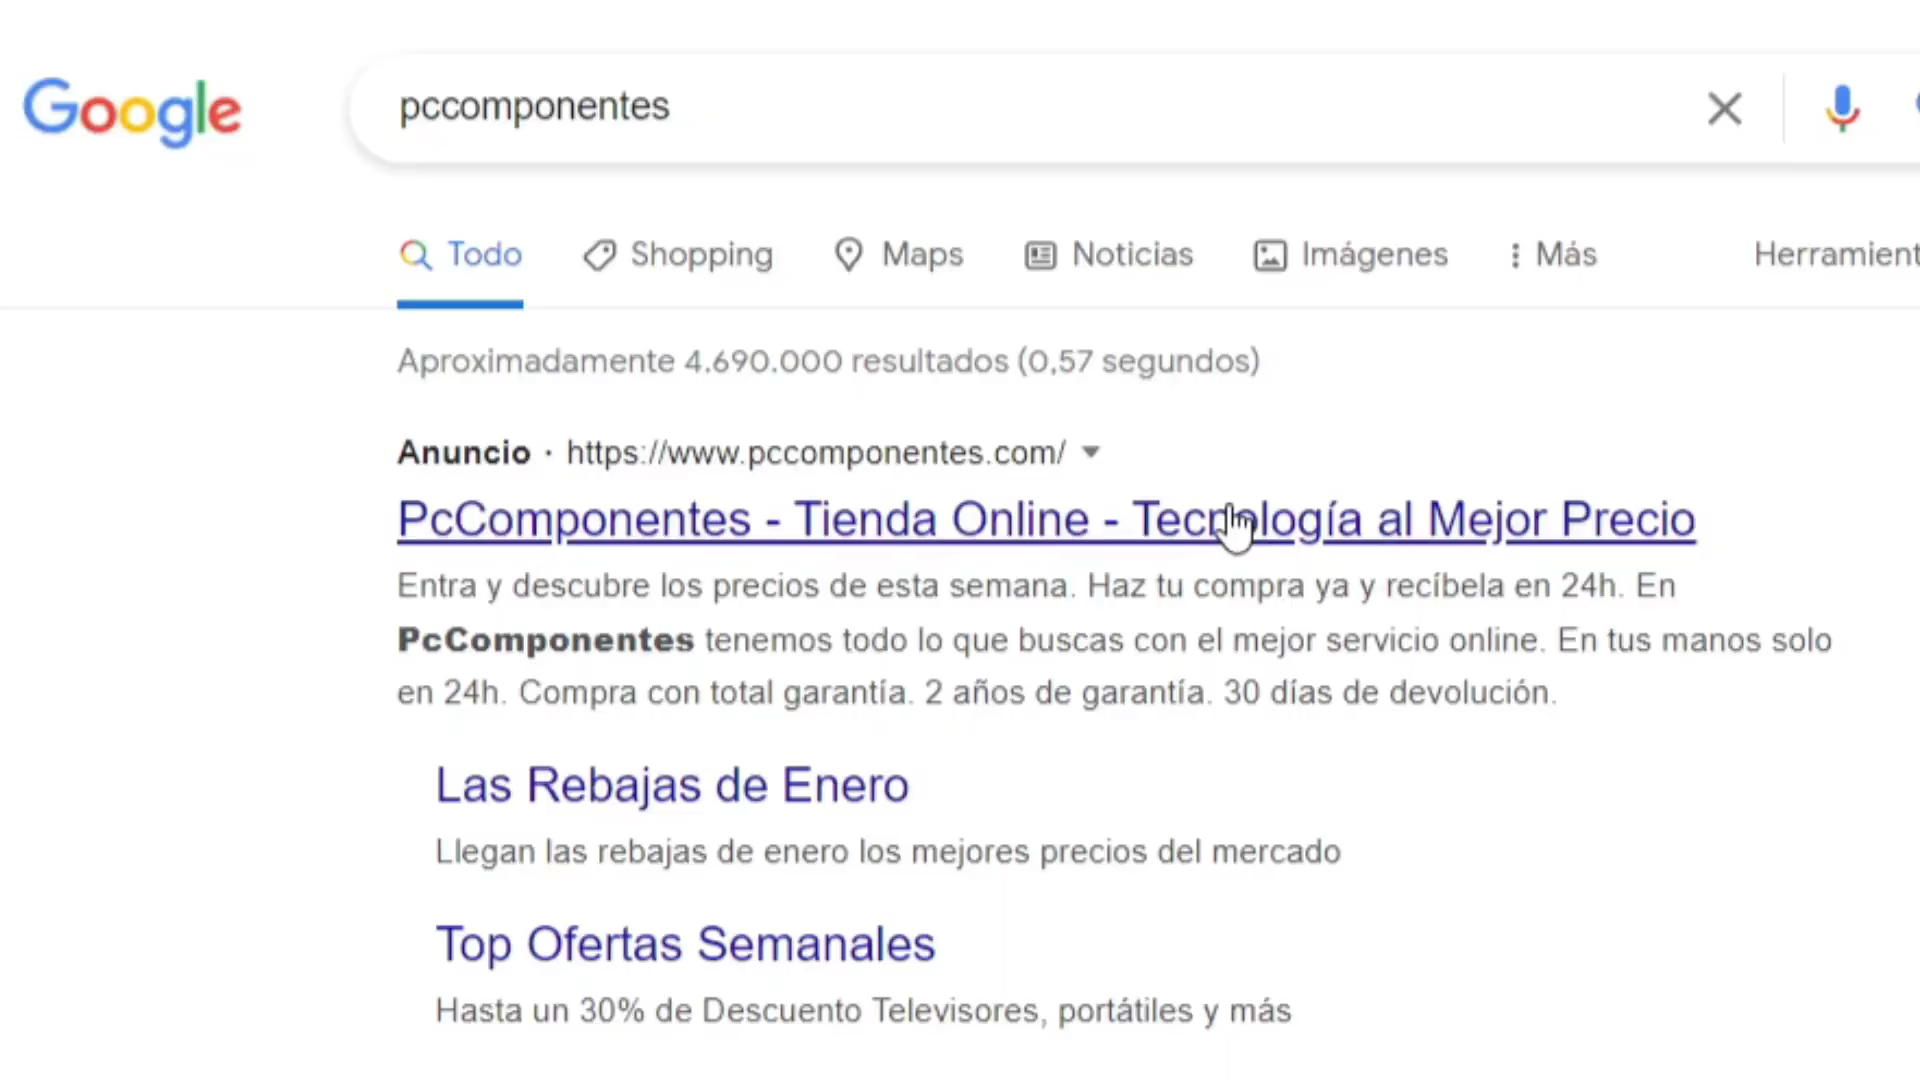 Google
pccomponentes
Todo Shopping Maps Noticias Imágenes Más Herramient
Aproximadamente 4.690.000 resultados (0,57 segundos)
Anuncio · https://www.pccomponentes.com/
PcComponentes - Tienda Online - Tecnología al Mejor Precio
Entra y descubre los precios de esta semana. Haz tu compra ya y recíbela en 24h. En
PcComponentes tenemos todo lo que buscas con el mejor servicio online. En tus manos solo
en 24h. Compra con total garantía. 2 años de garantía. 30 días de devolución.
Las Rebajas de Enero
Llegan las rebajas de enero los mejores precios del mercado
Top Ofertas Semanales
Hasta un 30% de Descuento Televisores, portátiles y más